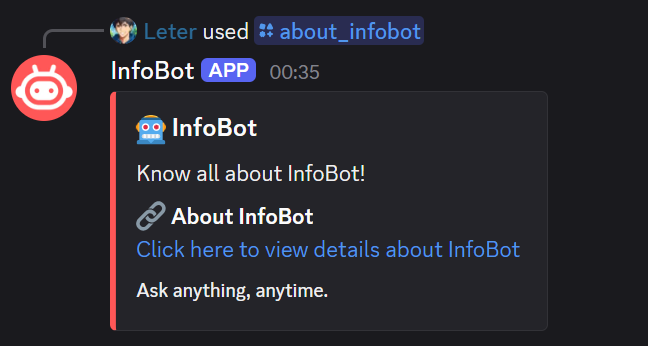 Leter used about_infobot
InfoBot APP 00:35
InfoBot
Know all about InfoBot!
About InfoBot
Click here to view details about InfoBot
Ask anything, anytime.